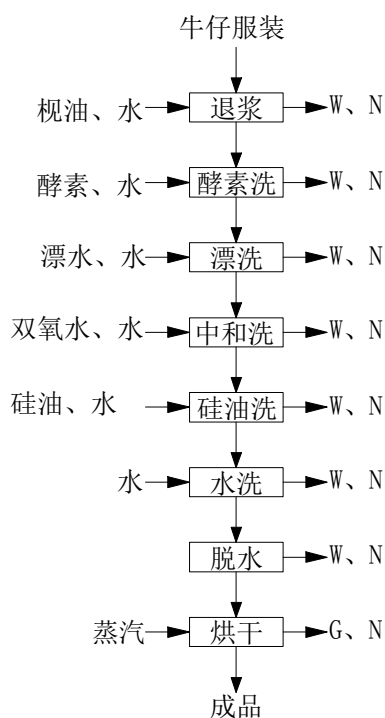 牛仔服装
枧油、水 退浆 W、N
酵素、水 酵素洗 W、N
漂水、水 漂洗 W、N
双氧水、水 中和洗 W、N
硅油、水 硅油洗 W、N
水 水洗 W、N
脱水 W、N
蒸汽 烘干 G、N
成品